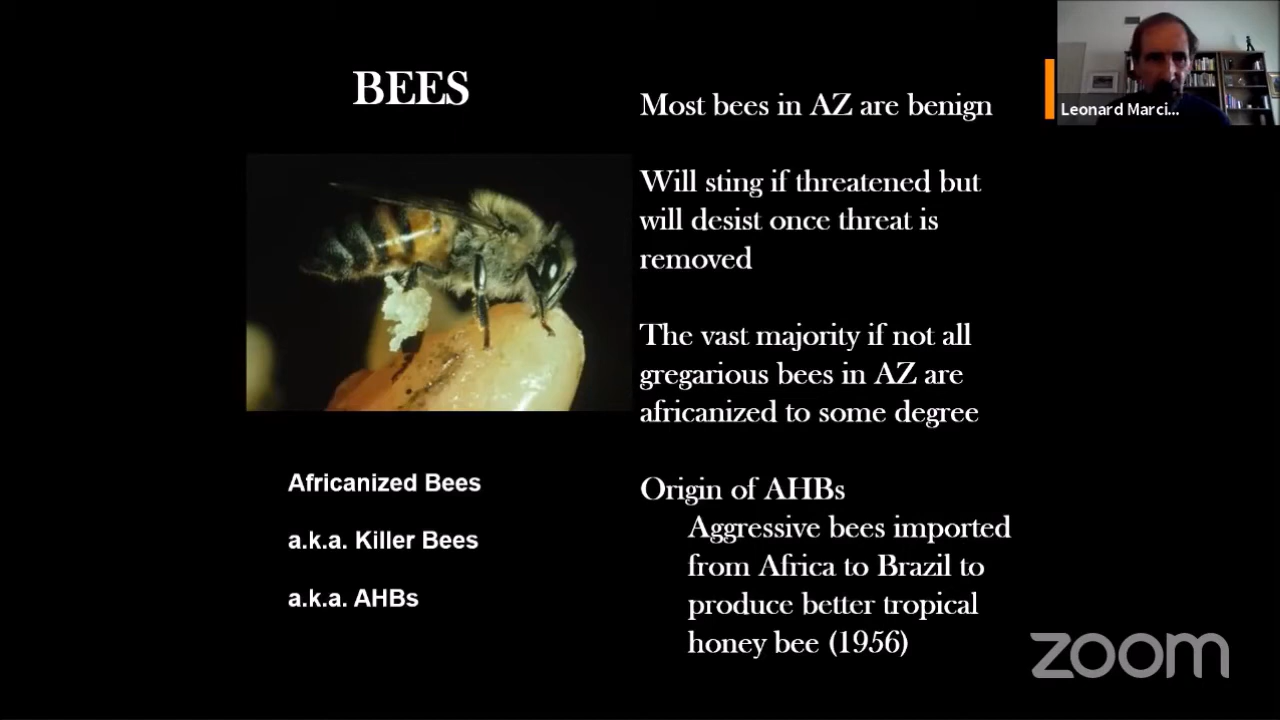 BEES
Africanized Bees
a.k.a. Killer Bees
a.k.a. AHBs
Most bees in AZ are benign
Will sting if threatened but
will desist once threat is
removed
The vast majority if not all
gregarious bees in AZ are
africanized to some degree
Origin of AHBs
Aggressive bees imported
from Africa to Brazil to
produce better tropical
honey bee (1956)
Leonard Marci...
zoom